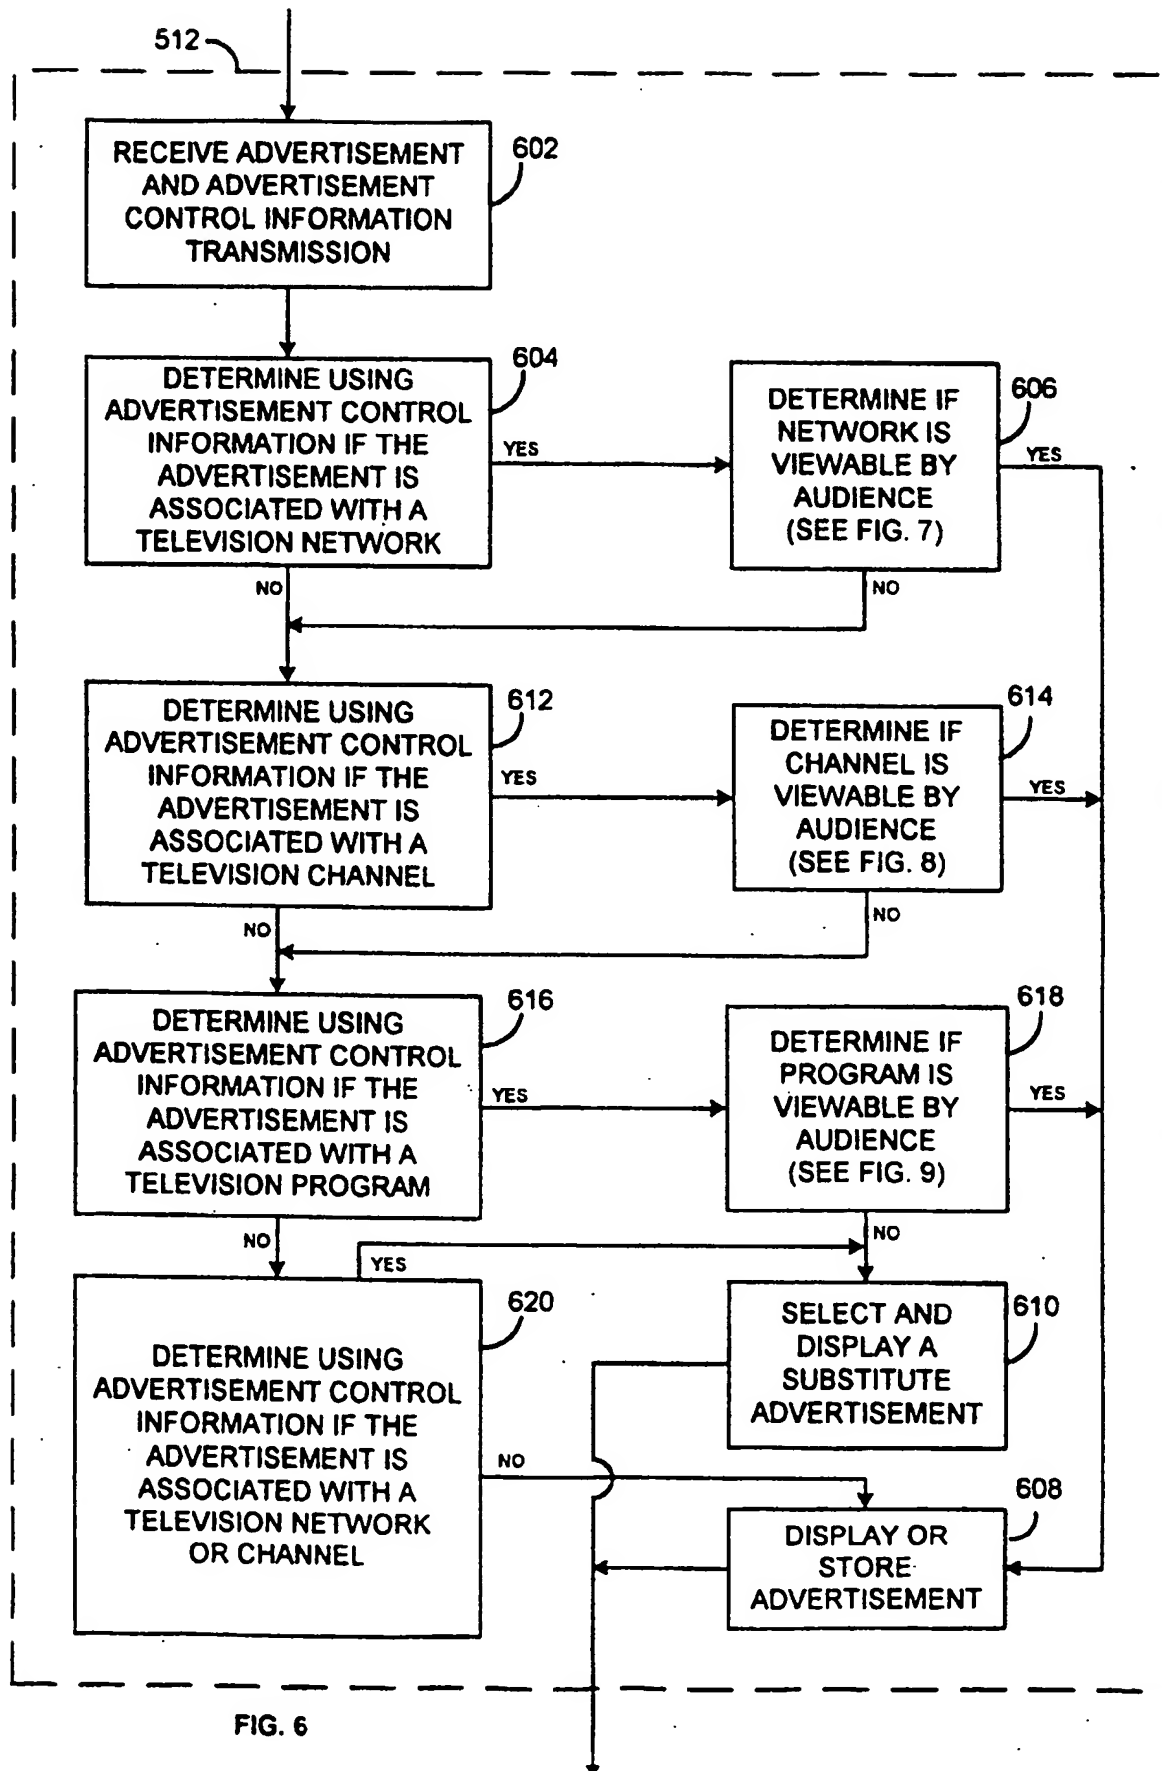 512
RECEIVE ADVERTISEMENT
AND ADVERTISEMENT
CONTROL INFORMATION
TRANSMISSION
602
DETERMINE USING
ADVERTISEMENT CONTROL
INFORMATION IF THE
ADVERTISEMENT IS
ASSOCIATED WITH A
TELEVISION NETWORK
604
YES
NO
DETERMINE IF
NETWORK IS
VIEWABLE BY
AUDIENCE
(SEE FIG. 7)
606
YES
NO
DETERMINE USING
ADVERTISEMENT CONTROL
INFORMATION IF THE
ADVERTISEMENT IS
ASSOCIATED WITH A
TELEVISION CHANNEL
612
YES
NO
DETERMINE IF
CHANNEL IS
VIEWABLE BY
AUDIENCE
(SEE FIG. 8)
614
YES
NO
DETERMINE USING
ADVERTISEMENT CONTROL
INFORMATION IF THE
ADVERTISEMENT IS
ASSOCIATED WITH A
TELEVISION PROGRAM
616
YES
NO
DETERMINE IF
PROGRAM IS
VIEWABLE BY
AUDIENCE
(SEE FIG. 9)
618
YES
NO
YES
DETERMINE USING
ADVERTISEMENT CONTROL
INFORMATION IF THE
ADVERTISEMENT IS
ASSOCIATED WITH A
TELEVISION NETWORK
OR CHANNEL
620
NO
SELECT AND
DISPLAY A
SUBSTITUTE
ADVERTISEMENT
610
DISPLAY OR
STORE
ADVERTISEMENT
608
FIG. 6